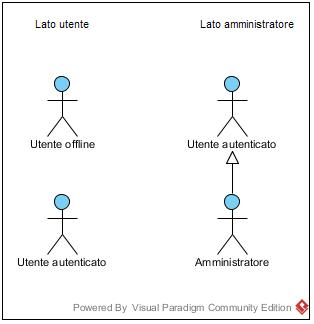 Lato utente
Lato amministratore
Utente offline
Utente autenticato
Utente autenticato
Amministratore
Powered By Visual Paradigm Community Edition